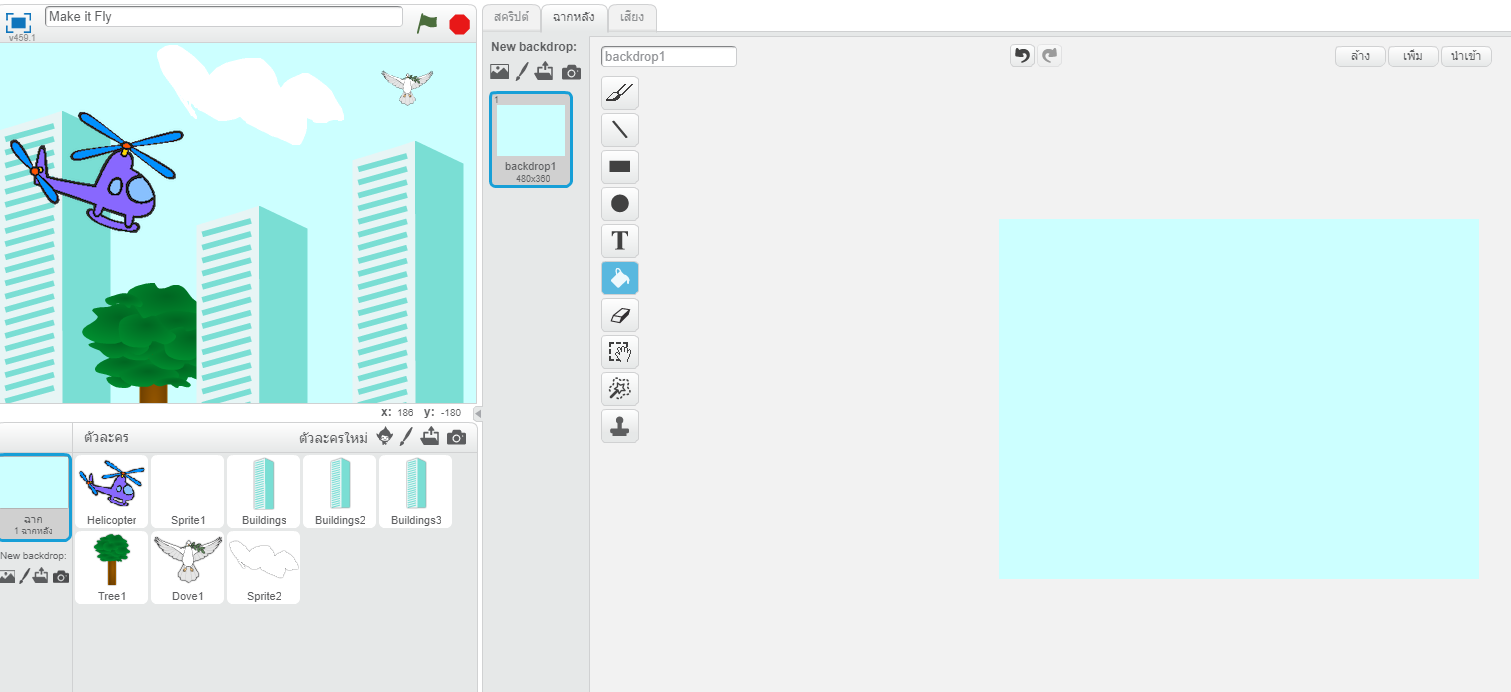 Make it Fly
v459.1
สคริปต์ ฉากหลัง เสียง
New backdrop:
backdrop1
ล้าง เพิ่ม นำเข้า
1
backdrop1
480x360
T
x: 186 y: -180
ตัวละคร ตัวละครใหม่
ฉาก
1 ฉากหลัง
New backdrop:
Helicopter Sprite1 Buildings Buildings2 Buildings3
Tree1 Dove1 Sprite2